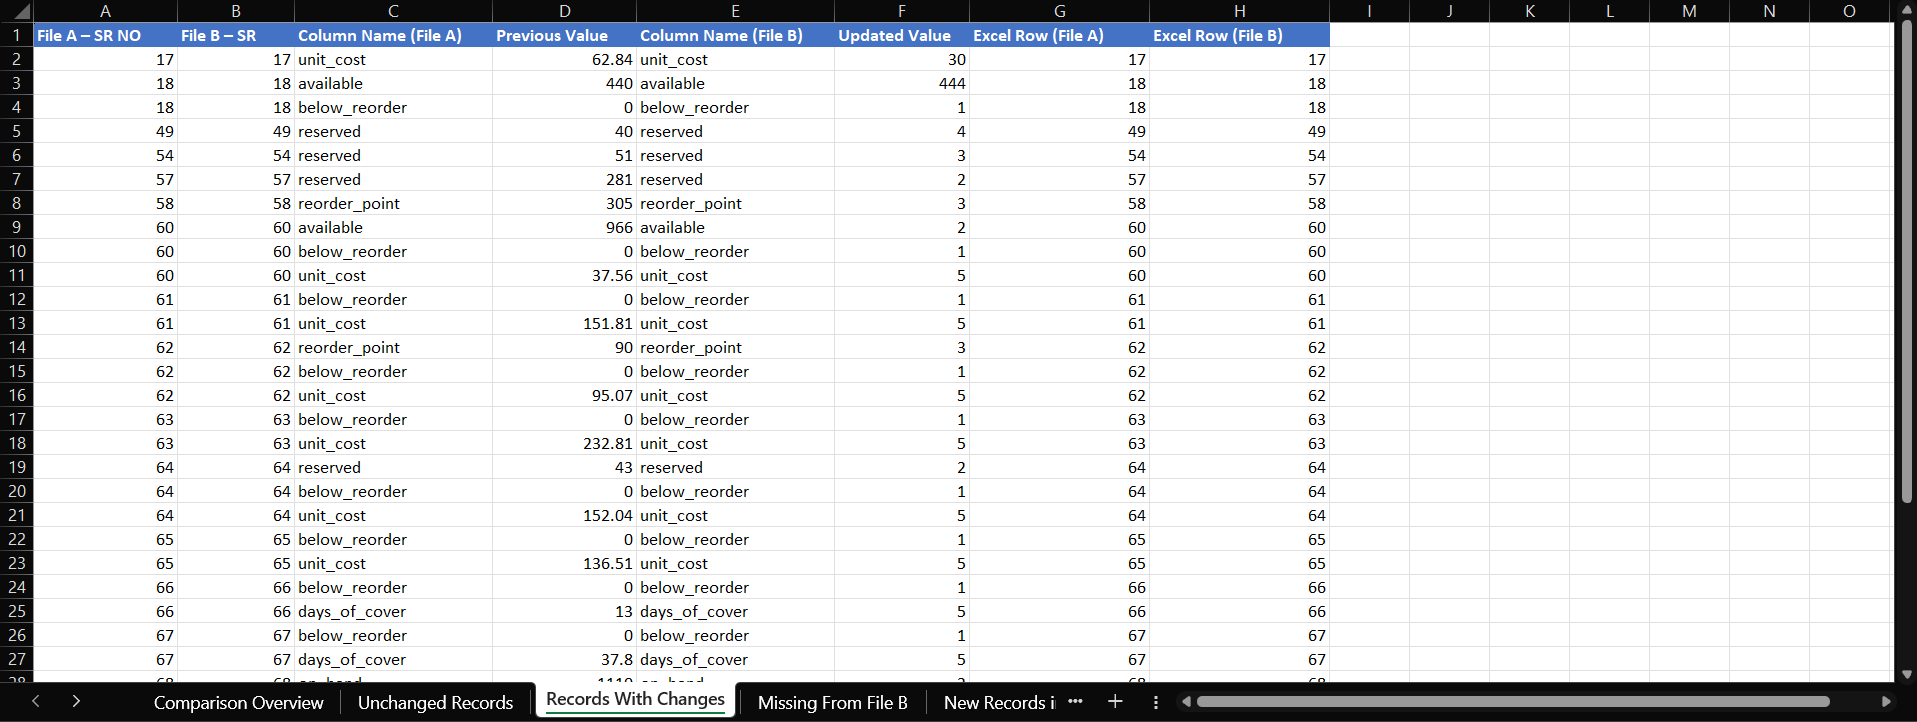 A B C D E F G H I J K L M N O
1 File A – SR NO File B – SR Column Name (File A) Previous Value Column Name (File B) Updated Value Excel Row (File A) Excel Row (File B)
2 17 17 unit_cost 62.84 unit_cost 30 17 17
3 18 18 available 440 available 444 18 18
4 18 18 below_reorder 0 below_reorder 1 18 18
5 49 49 reserved 40 reserved 4 49 49
6 54 54 reserved 51 reserved 3 54 54
7 57 57 reserved 281 reserved 2 57 57
8 58 58 reorder_point 305 reorder_point 3 58 58
9 60 60 available 966 available 2 60 60
10 60 60 below_reorder 0 below_reorder 1 60 60
11 60 60 unit_cost 37.56 unit_cost 5 60 60
12 61 61 below_reorder 0 below_reorder 1 61 61
13 61 61 unit_cost 151.81 unit_cost 5 61 61
14 62 62 reorder_point 90 reorder_point 3 62 62
15 62 62 below_reorder 0 below_reorder 1 62 62
16 62 62 unit_cost 95.07 unit_cost 5 62 62
17 63 63 below_reorder 0 below_reorder 1 63 63
18 63 63 unit_cost 232.81 unit_cost 5 63 63
19 64 64 reserved 43 reserved 2 64 64
20 64 64 below_reorder 0 below_reorder 1 64 64
21 64 64 unit_cost 152.04 unit_cost 5 64 64
22 65 65 below_reorder 0 below_reorder 1 65 65
23 65 65 unit_cost 136.51 unit_cost 5 65 65
24 66 66 below_reorder 0 below_reorder 1 66 66
25 66 66 days_of_cover 13 days_of_cover 5 66 66
26 67 67 below_reorder 0 below_reorder 1 67 67
27 67 67 days_of_cover 37.8 days_of_cover 5 67 67
Comparison Overview Unchanged Records Records With Changes Missing From File B New Records